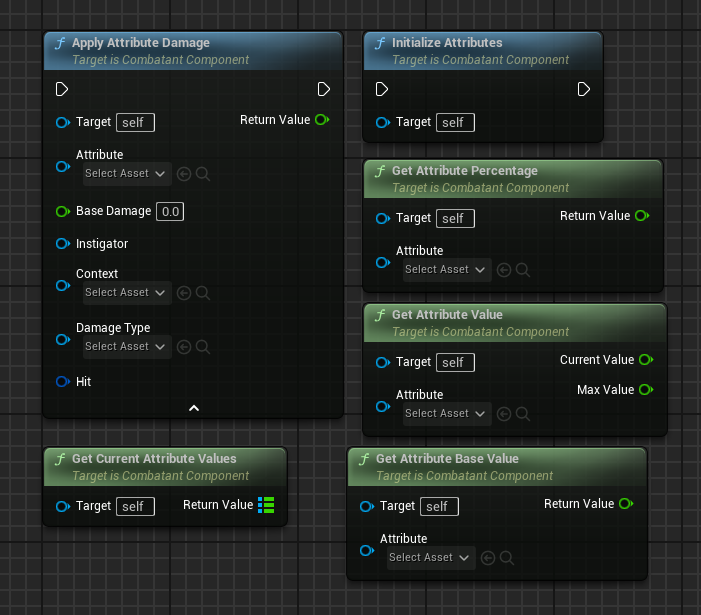 Apply Attribute Damage
Target is Combatant Component
Target self
Return Value
Attribute
Select Asset
Base Damage 0.0
Instigator
Context
Select Asset
Damage Type
Select Asset
Hit
Initialize Attributes
Target is Combatant Component
Target self
Get Attribute Percentage
Target is Combatant Component
Target self
Return Value
Attribute
Select Asset
Get Attribute Value
Target is Combatant Component
Target self
Current Value
Max Value
Attribute
Select Asset
Get Current Attribute Values
Target is Combatant Component
Target self
Return Value
Get Attribute Base Value
Target is Combatant Component
Target self
Return Value
Attribute
Select Asset